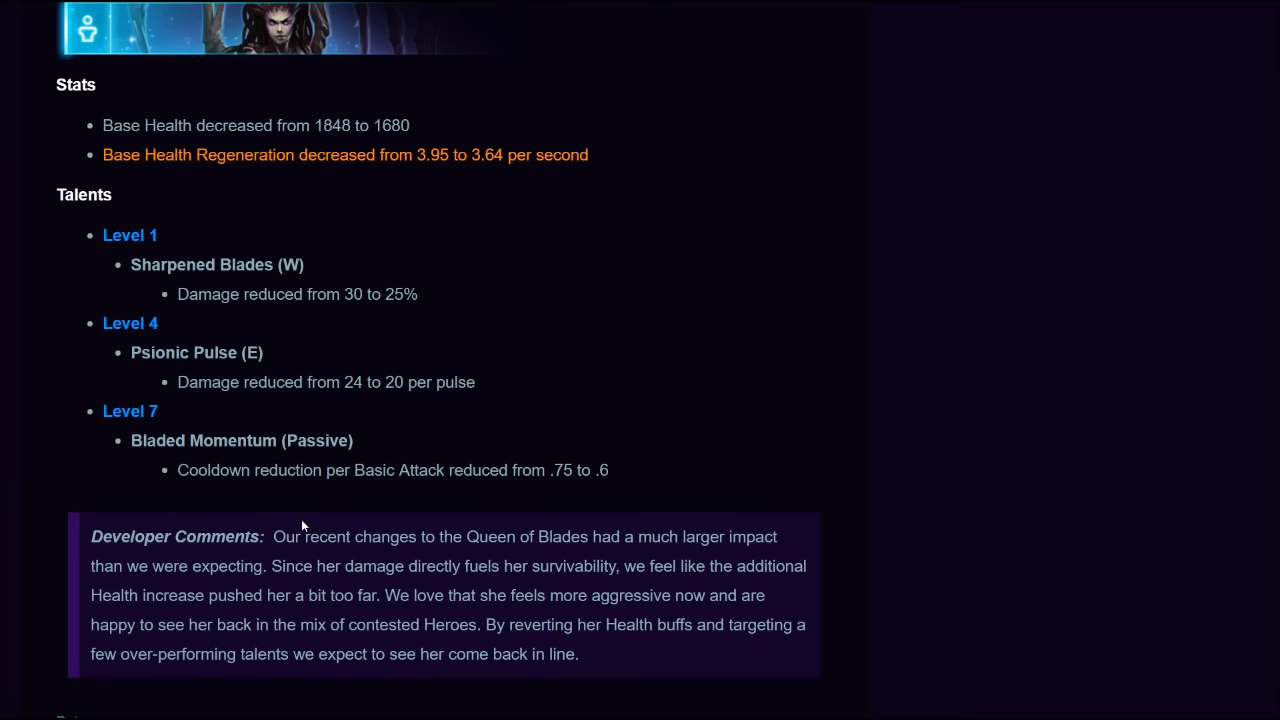 Stats
Base Health decreased from 1848 to 1680
Base Health Regeneration decreased from 3.95 to 3.64 per second
Talents
Level 1
Sharpened Blades (W)
Damage reduced from 30 to 25%
Level 4
Psionic Pulse (E)
Damage reduced from 24 to 20 per pulse
Level 7
Bladed Momentum (Passive)
Cooldown reduction per Basic Attack reduced from .75 to .6
Developer Comments: Our recent changes to the Queen of Blades had a much larger impact
than we were expecting. Since her damage directly fuels her survivability, we feel like the additional
Health increase pushed her a bit too far. We love that she feels more aggressive now and are
happy to see her back in the mix of contested Heroes. By reverting her Health buffs and targeting a
few over-performing talents we expect to see her come back in line.